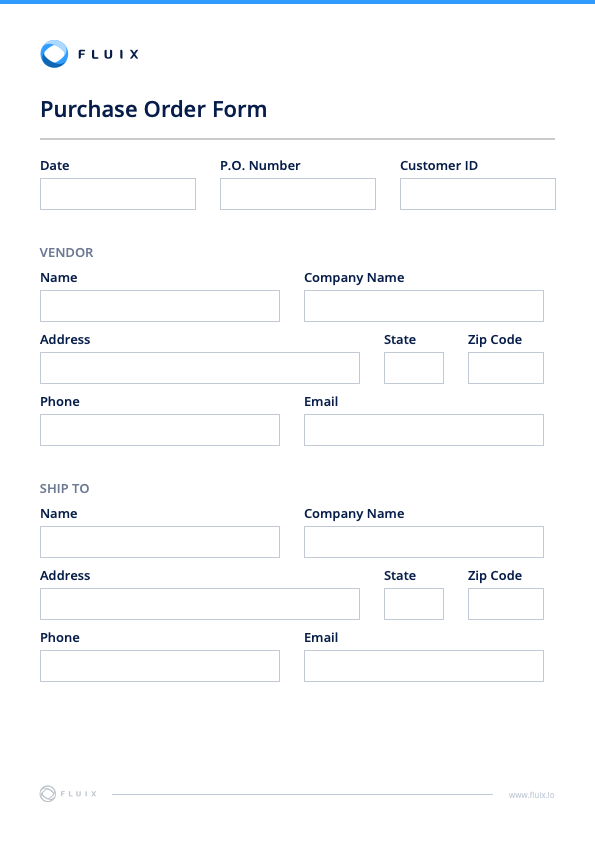 FLUIX
Purchase Order Form
Date P.O. Number Customer ID
VENDOR
Name Company Name
Address State Zip Code
Phone Email
SHIP TO
Name Company Name
Address State Zip Code
Phone Email
FLUIX www.fluix.io